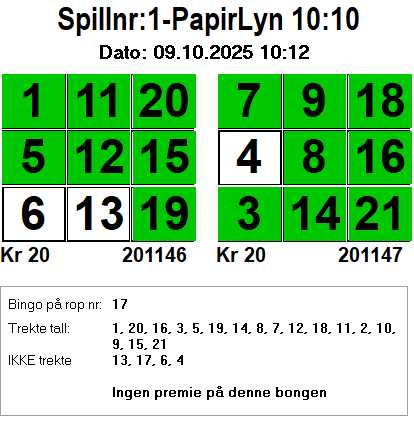 Spillnr:1-PapirLyn 10:10
Dato: 09.10.2025 10:12
1 11 20 7 9 18
5 12 15 4 8 16
6 13 19 3 14 21
Kr 20 201146 Kr 20 201147
Bingo på rop nr: 17
Trekte tall: 1, 20, 16, 3, 5, 19, 14, 8, 7, 12, 18, 11, 2, 10,
9, 15, 21
IKKE trekte 13, 17, 6, 4
Ingen premie på denne bongen